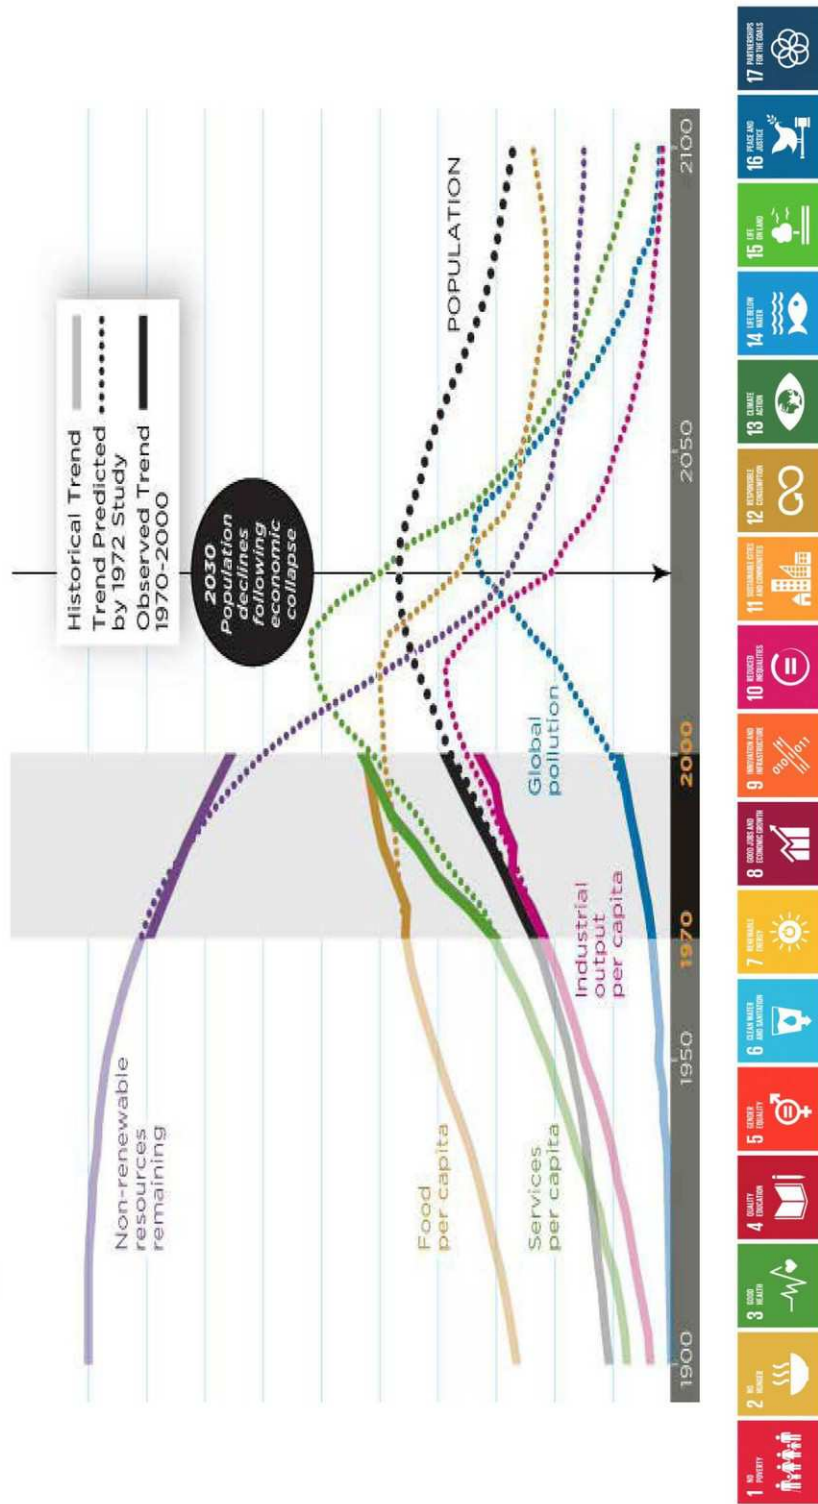 Historical Trend
Trend Predicted
by 1972 Study
Observed Trend
1970-2000
2030
Population
declines
following
economic
collapse
Non-renewable
resources
remaining
Food
per capita
Services
per capita
Industrial
output
per capita
Global
pollution
POPULATION
1900
1950
1970
2000
2050
2100
1 NO
POVERTY
2 NO
HUNGER
3 GOOD
HEALTH
4 QUALITY
EDUCATION
5 GENDER
EQUALITY
6 CLEAN WATER
AND SANITATION
7 RENEWABLE
ENERGY
8 GOOD JOBS AND
ECONOMIC GROWTH
9 INNOVATION AND
INFRASTRUCTURE
010
011
10 REDUCED
INEQUALITIES
11 SUSTAINABLE CITIES
AND COMMUNITIES
12 RESPONSIBLE
CONSUMPTION
13 CLIMATE
ACTION
14 LIFE BELOW
WATER
15 LIFE
ON LAND
16 PEACE AND
JUSTICE
17 PARTNERSHIPS
FOR THE GOALS